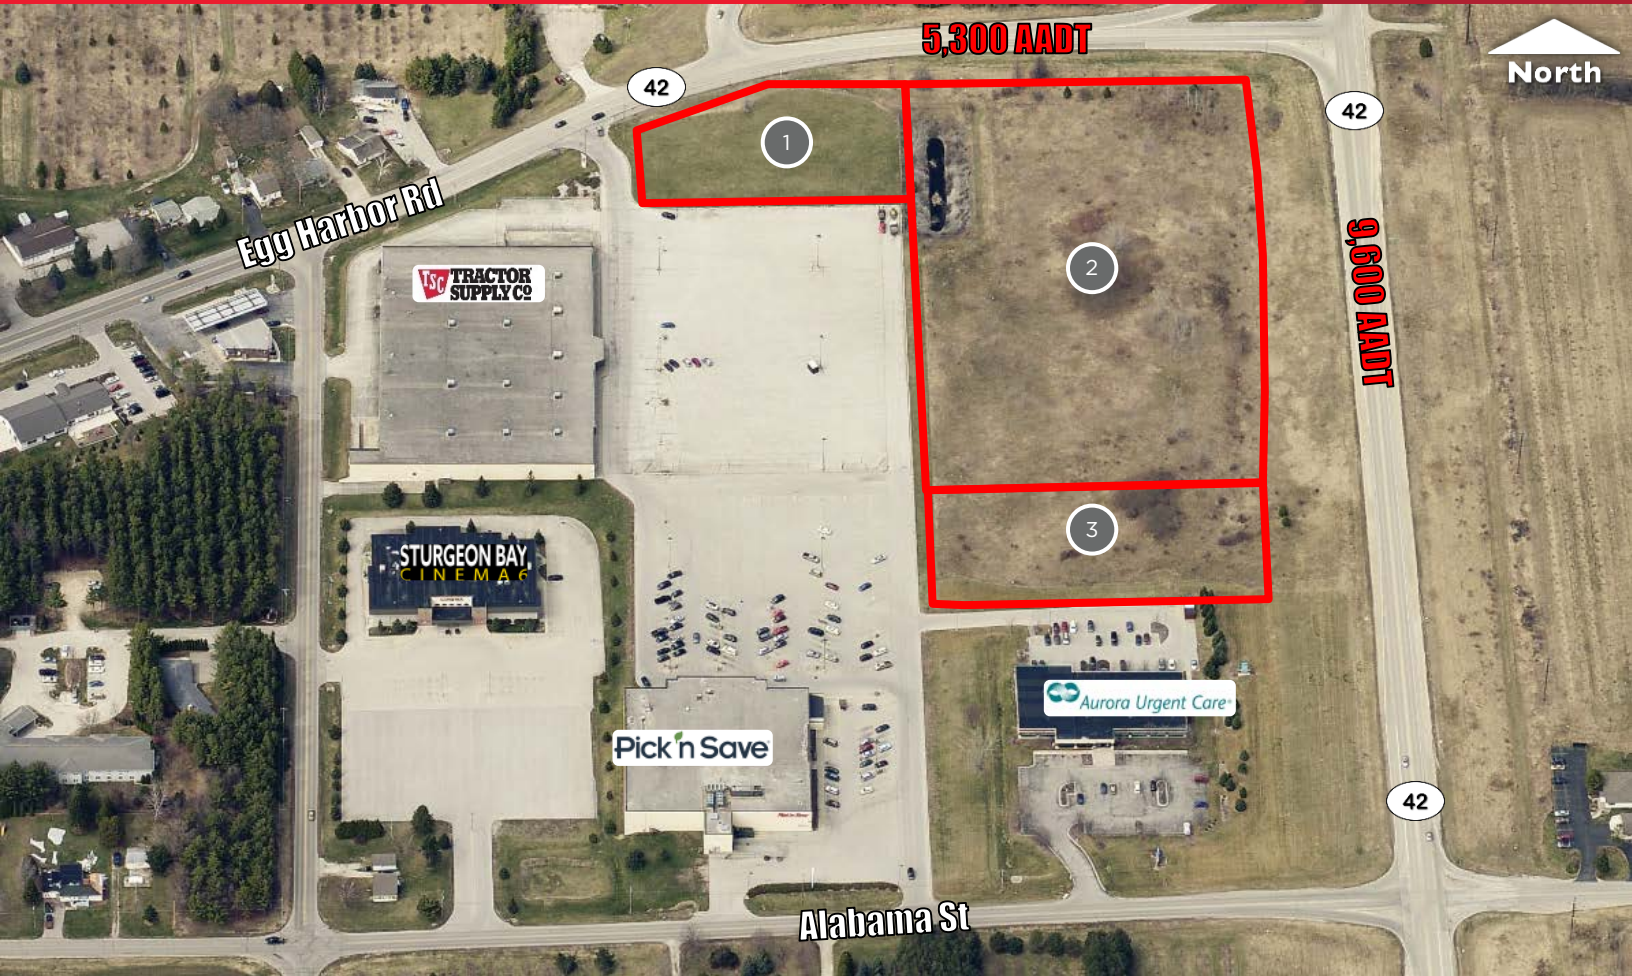 5,300 AADT
North
42
42
1
Egg Harbor Rd
2
9,600 AADT
TSC TRACTOR
SUPPLY CO
3
STURGEON BAY
CINEMA 6
Aurora Urgent Care
Pick'n Save
42
Alabama St